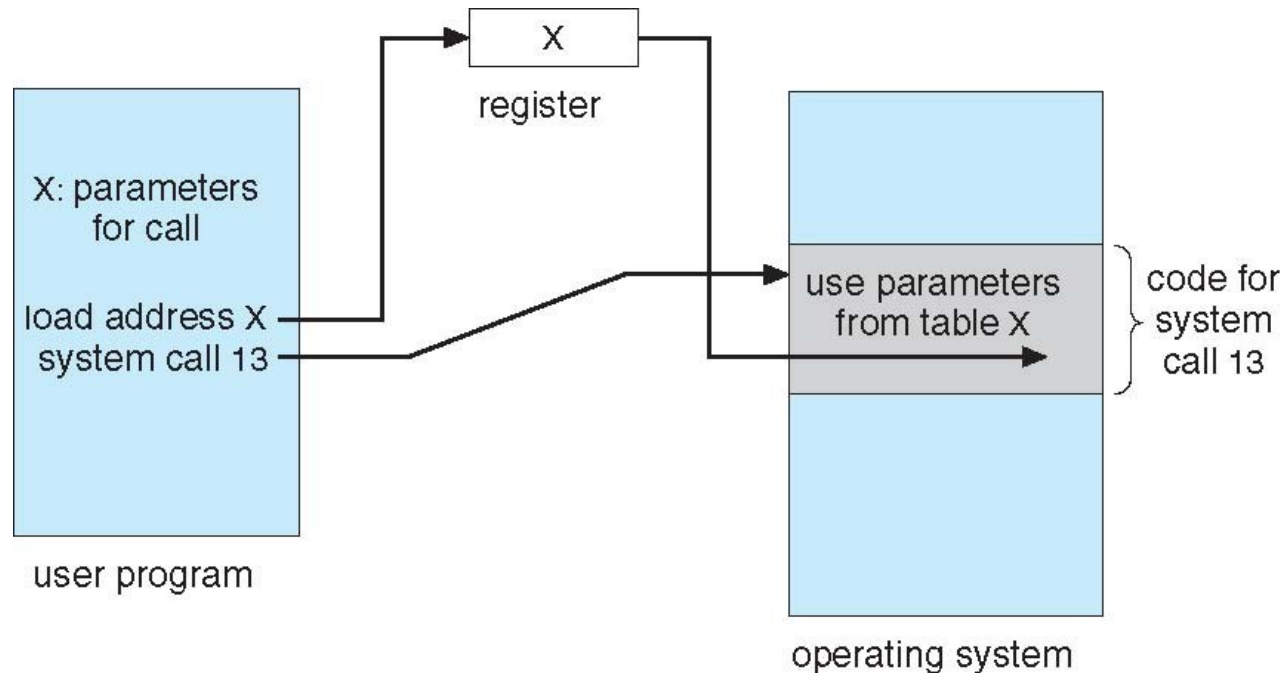 X
register
X: parameters
for call
load address X
system call 13
user program
use parameters
from table X
code for
system
call 13
operating system